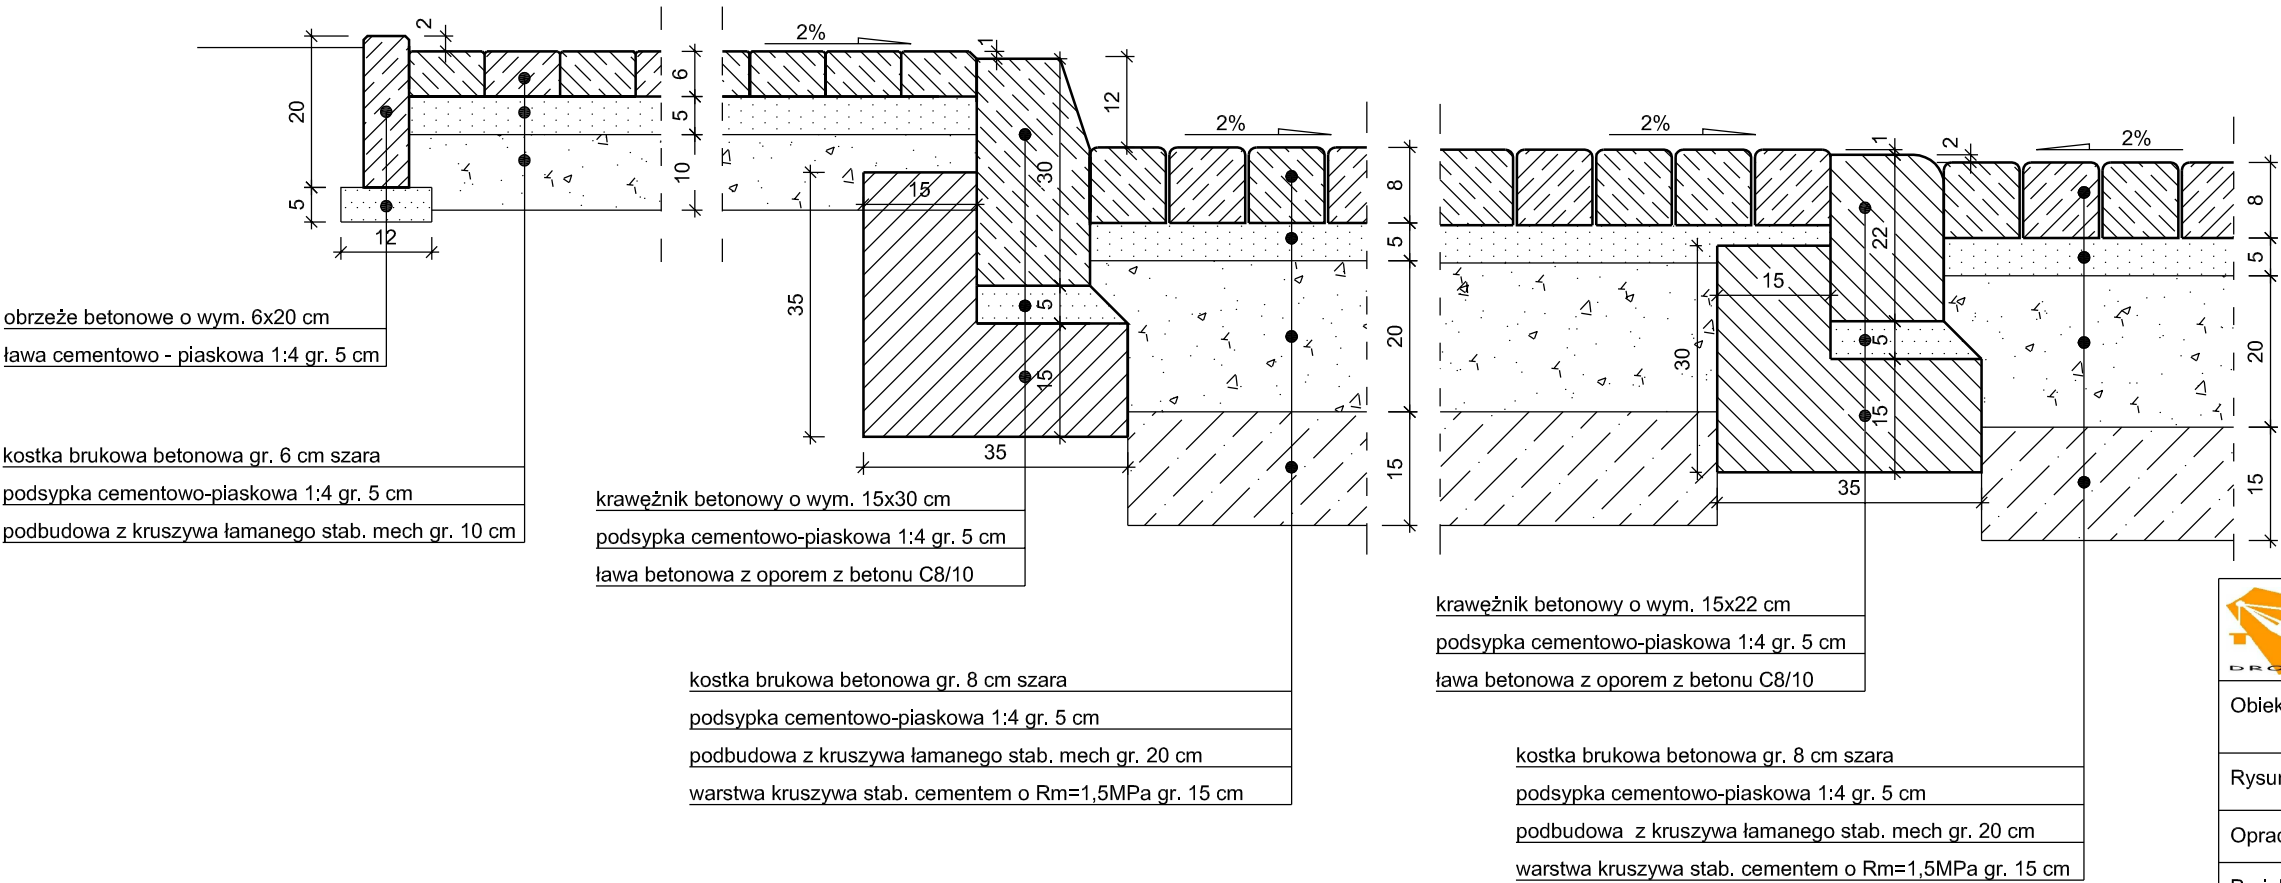 2
20
5
12
6
5
10
2%
1
12
30
15
35
5
15
35
2%
8
5
20
15
2%
1
2
2%
22
15
30
5
15
35
8
5
20
15
obrzeże betonowe o wym. 6x20 cm
ława cementowo - piaskowa 1:4 gr. 5 cm
kostka brukowa betonowa gr. 6 cm szara
podsypka cementowo-piaskowa 1:4 gr. 5 cm
podbudowa z kruszywa łamanego stab. mech gr. 10 cm
krawężnik betonowy o wym. 15x30 cm
podsypka cementowo-piaskowa 1:4 gr. 5 cm
ława betonowa z oporem z betonu C8/10
kostka brukowa betonowa gr. 8 cm szara
podsypka cementowo-piaskowa 1:4 gr. 5 cm
podbudowa z kruszywa łamanego stab. mech gr. 20 cm
warstwa kruszywa stab. cementem o Rm=1,5MPa gr. 15 cm
krawężnik betonowy o wym. 15x22 cm
podsypka cementowo-piaskowa 1:4 gr. 5 cm
ława betonowa z oporem z betonu C8/10
kostka brukowa betonowa gr. 8 cm szara
podsypka cementowo-piaskowa 1:4 gr. 5 cm
podbudowa z kruszywa łamanego stab. mech gr. 20 cm
warstwa kruszywa stab. cementem o Rm=1,5MPa gr. 15 cm
Obiek
Rysun
Oprac